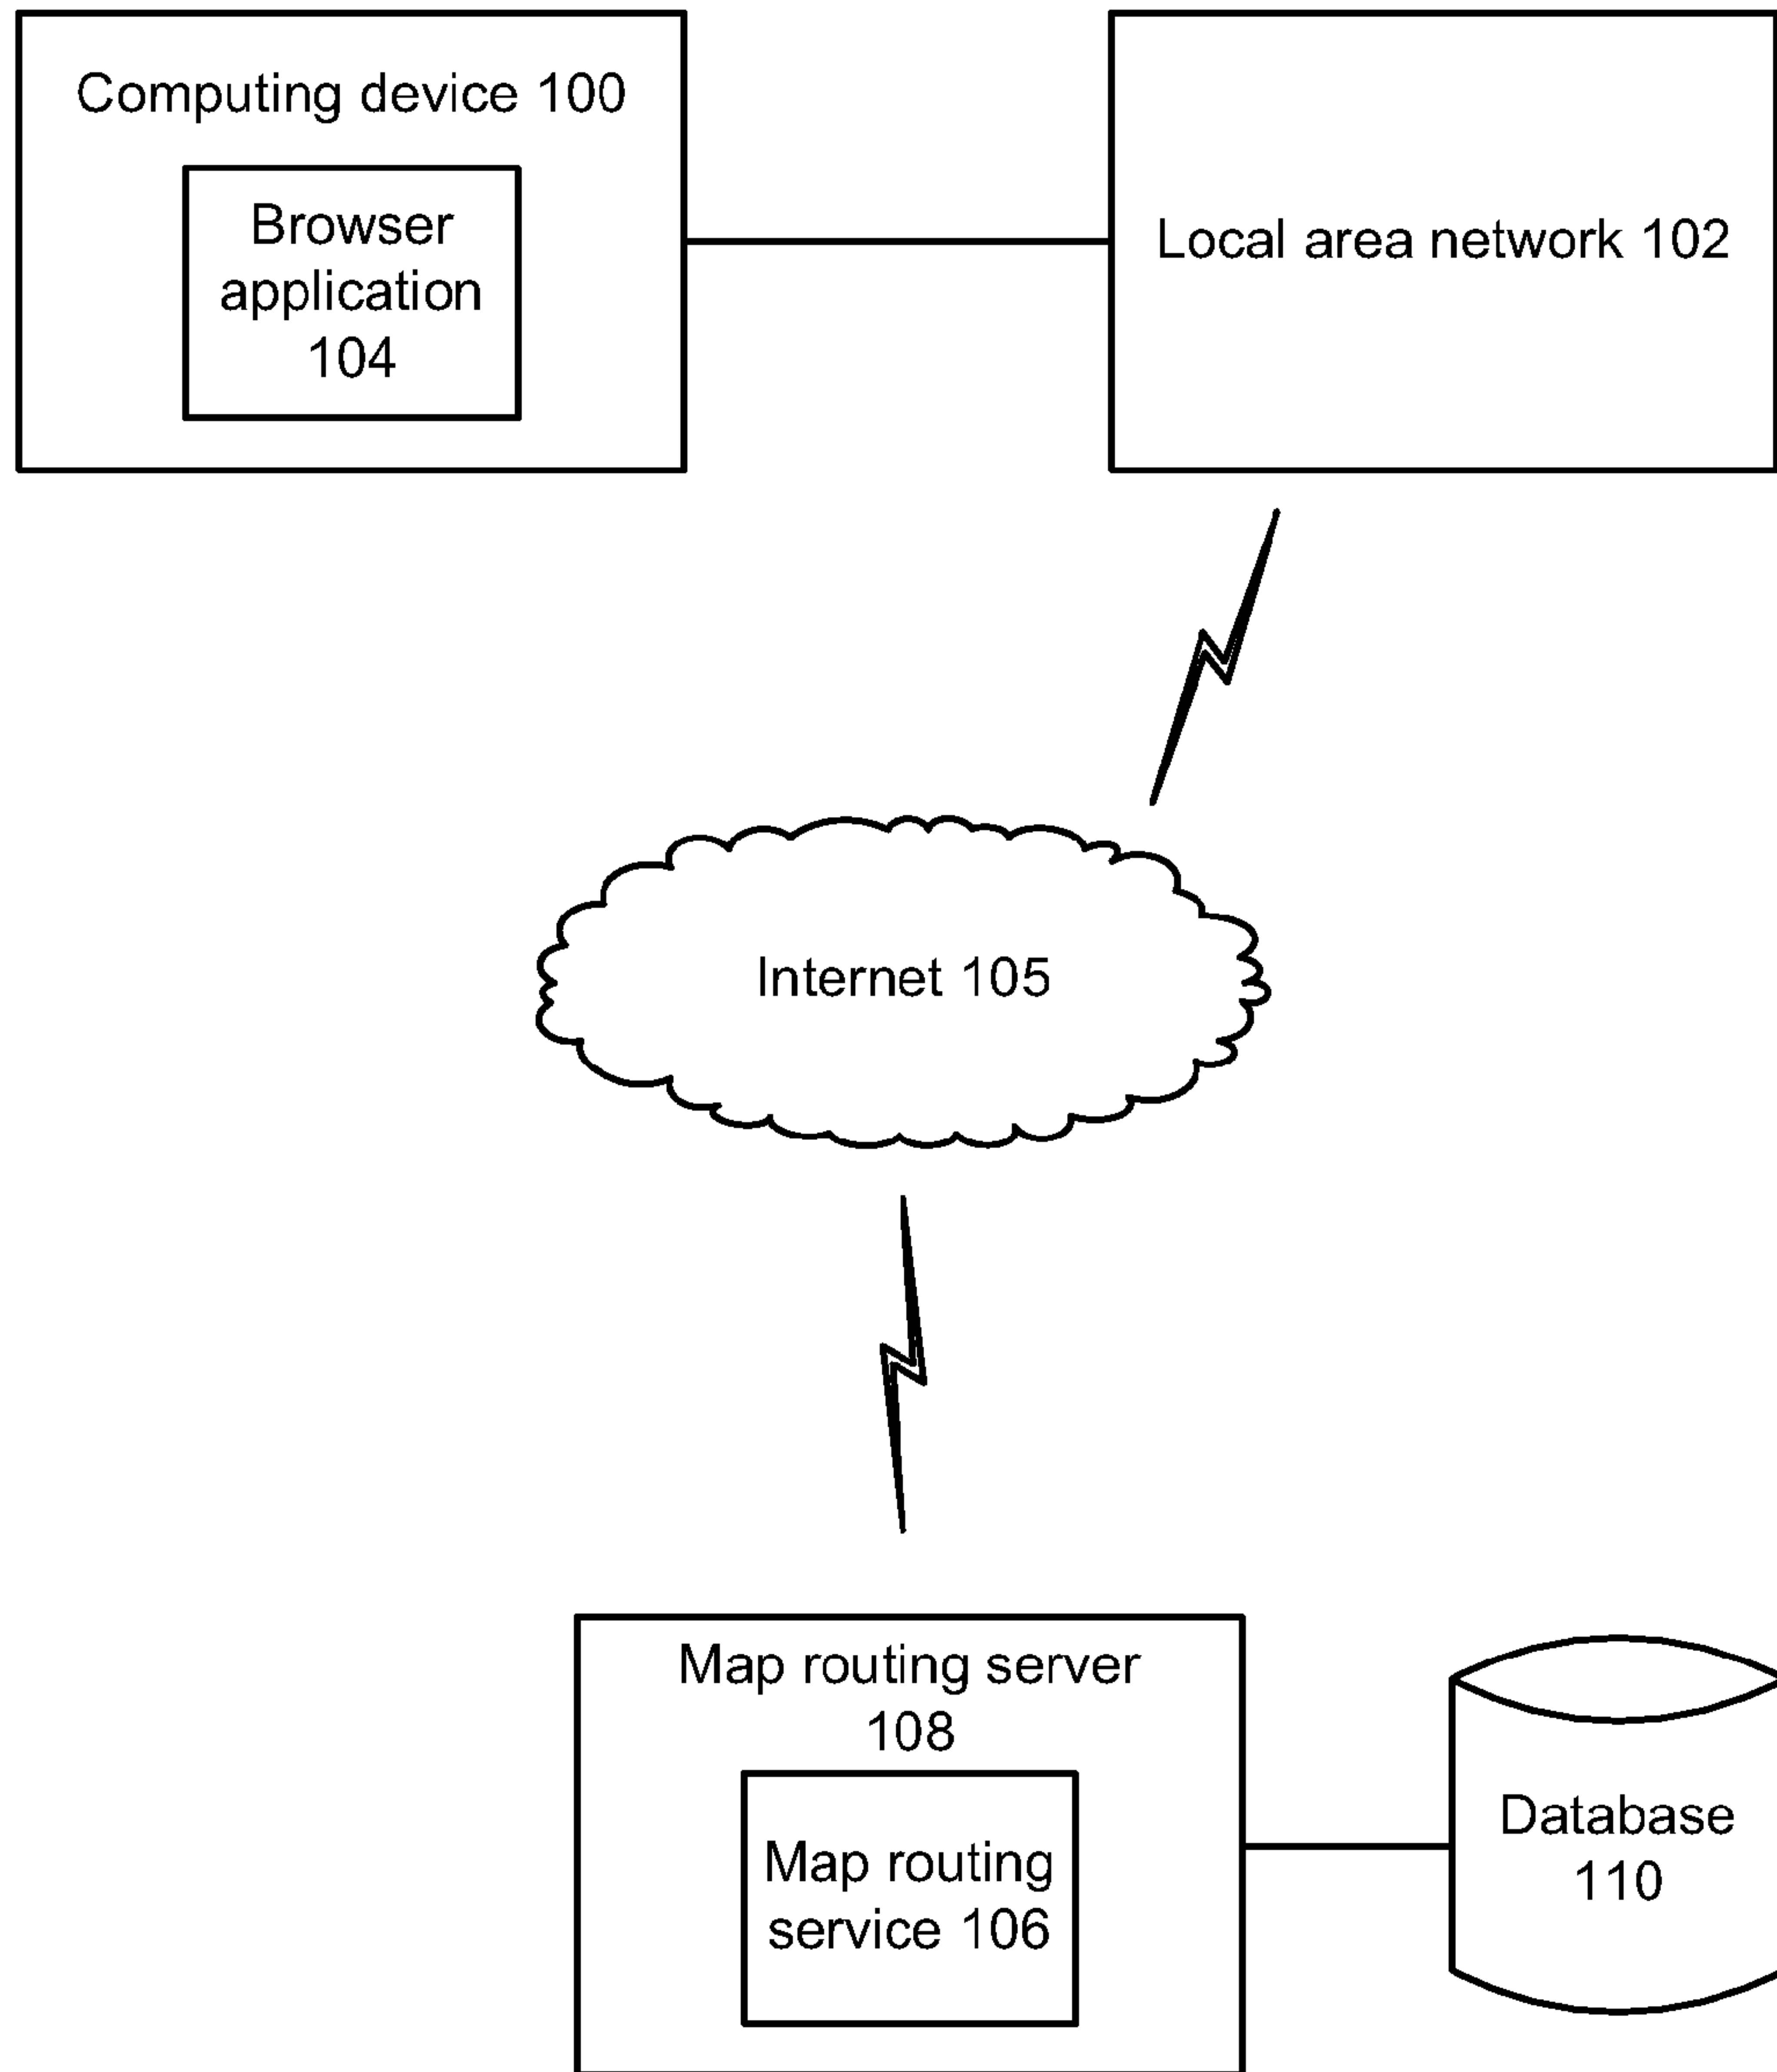 Computing device 100
Browser
application
104
Local area network 102
Internet 105
Map routing server
108
Map routing
service 106
Database
110